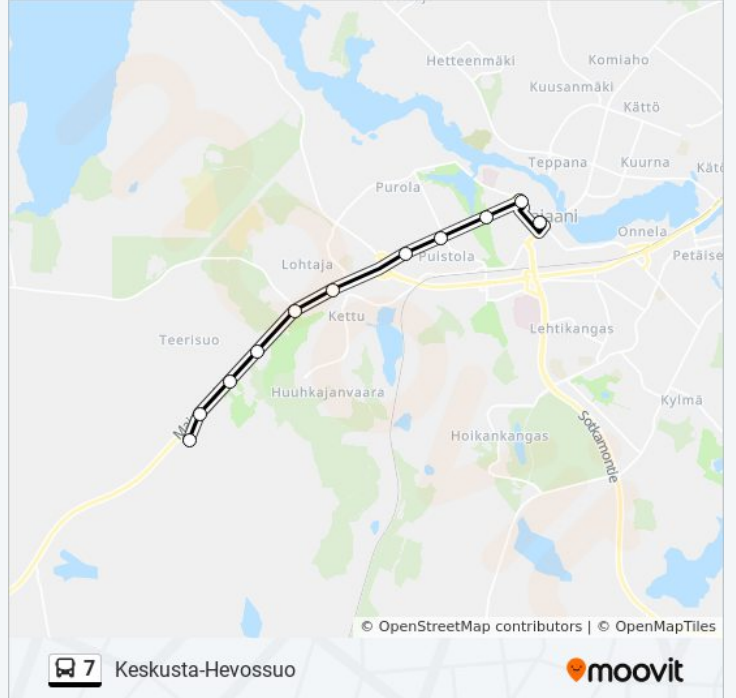 Hetteenmäki
Komiaho
Kuusanmäki
Kättö
Teppana
Kuurna
Purola
Onnela
Puistola
Lohtaja
Kettu
Lehtikangas
Teerisuo
Huuhkajanvaara
Kylmä
Hoikankangas
Sotkamontie
© OpenStreetMap contributors | © OpenMapTiles
7 Keskusta-Hevossuo
moovit